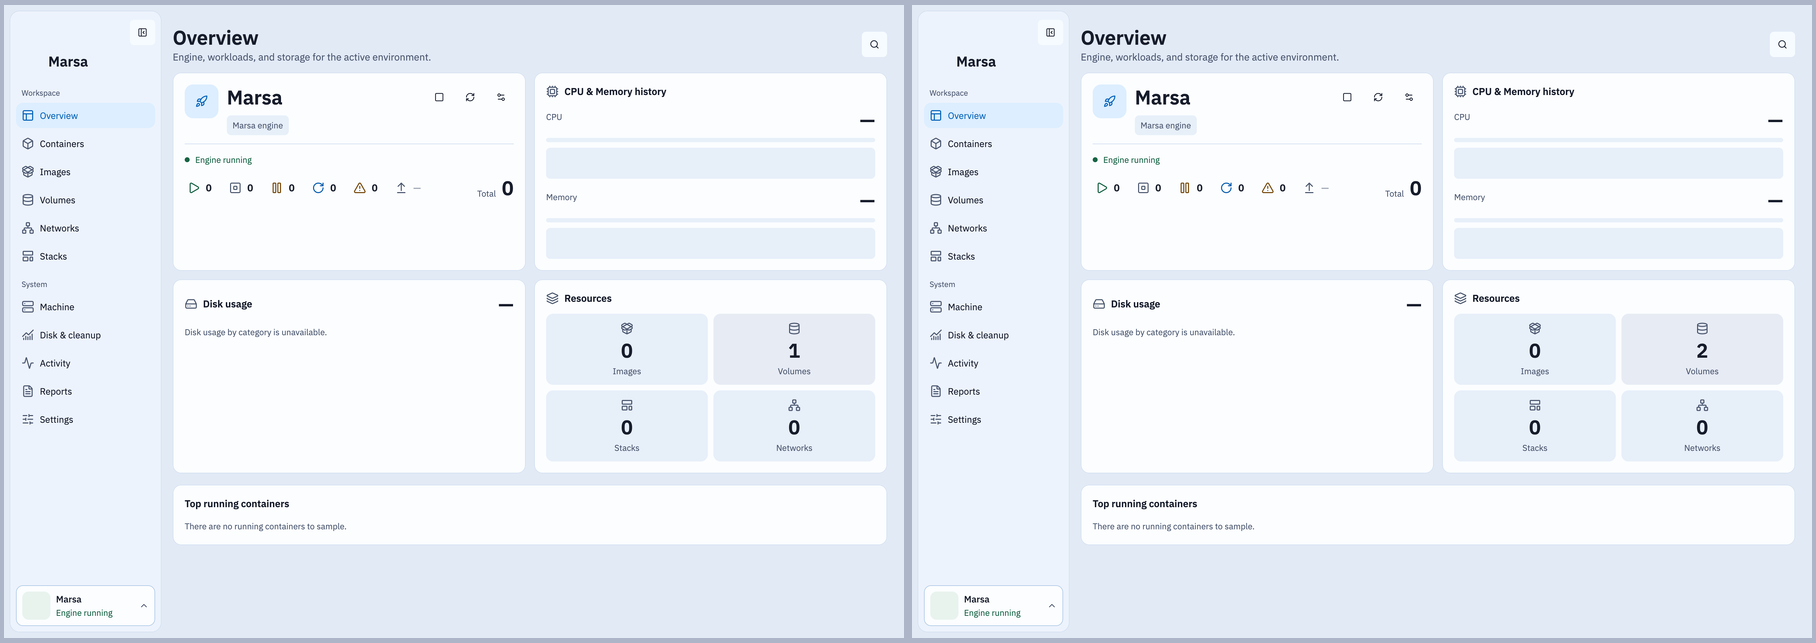 Marsa
Workspace
Overview
Containers
Images
Volumes
Networks
Stacks
System
Machine
Disk & cleanup
Activity
Reports
Settings
Marsa
Engine running
Overview
Engine, workloads, and storage for the active environment.
Marsa
Marsa engine
Engine running
0 0 0 0 0 — Total 0
CPU & Memory history
CPU —
Memory —
Disk usage —
Disk usage by category is unavailable.
Resources
0
Images
1
Volumes
0
Stacks
0
Networks
Top running containers
There are no running containers to sample.
Marsa
Workspace
Overview
Containers
Images
Volumes
Networks
Stacks
System
Machine
Disk & cleanup
Activity
Reports
Settings
Marsa
Engine running
Overview
Engine, workloads, and storage for the active environment.
Marsa
Marsa engine
Engine running
0 0 0 0 0 — Total 0
CPU & Memory history
CPU —
Memory —
Disk usage —
Disk usage by category is unavailable.
Resources
0
Images
2
Volumes
0
Stacks
0
Networks
Top running containers
There are no running containers to sample.